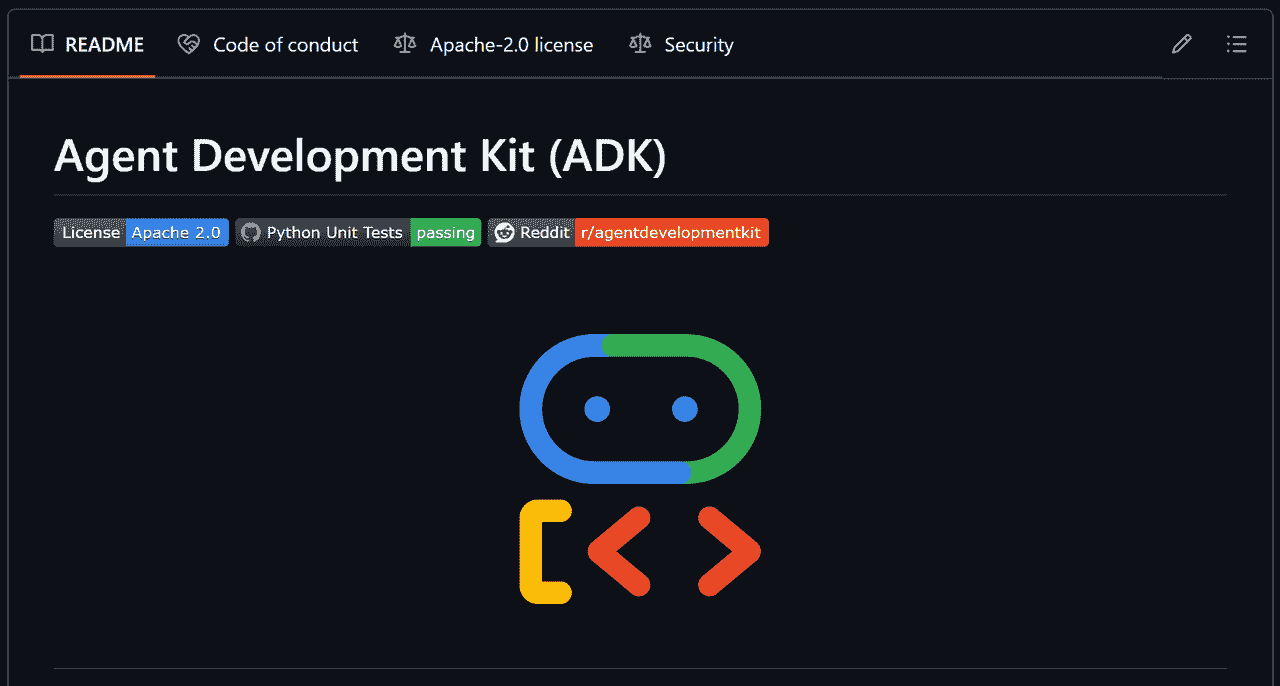 README Code of conduct Apache-2.0 license Security
Agent Development Kit (ADK)
License Apache 2.0 Python Unit Tests passing Reddit r/agentdevelopmentkit